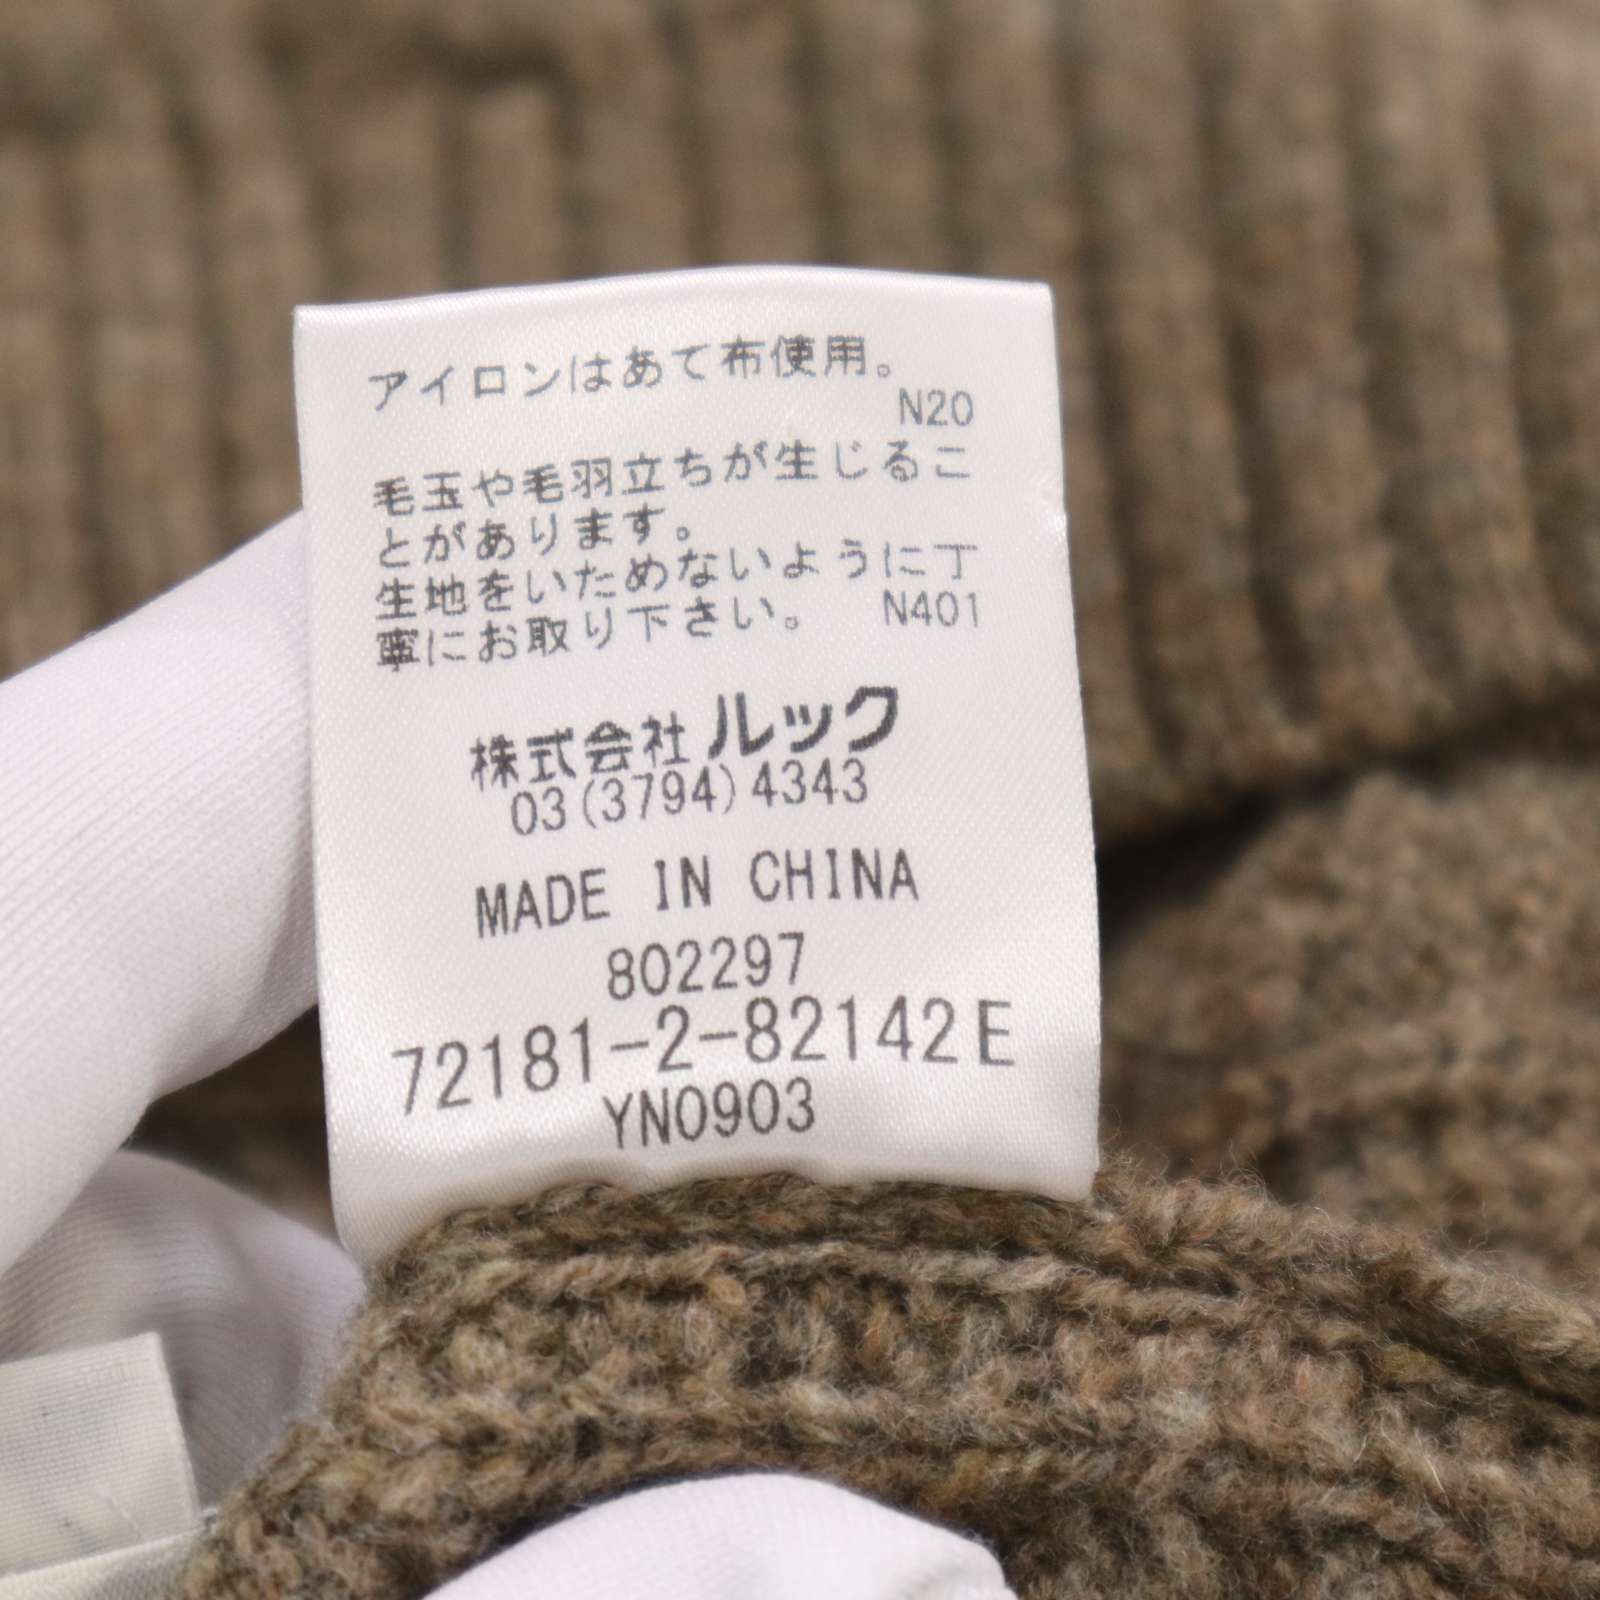 アイロンはあて布使用。
N20
毛玉や毛羽立ちが生じるこ
とがあります。
生地をいためないように丁
寧にお取り下さい。 N401
株式会社ルック
03(3794)4343
MADE IN CHINA
802297
72181-2-82142E
YN0903